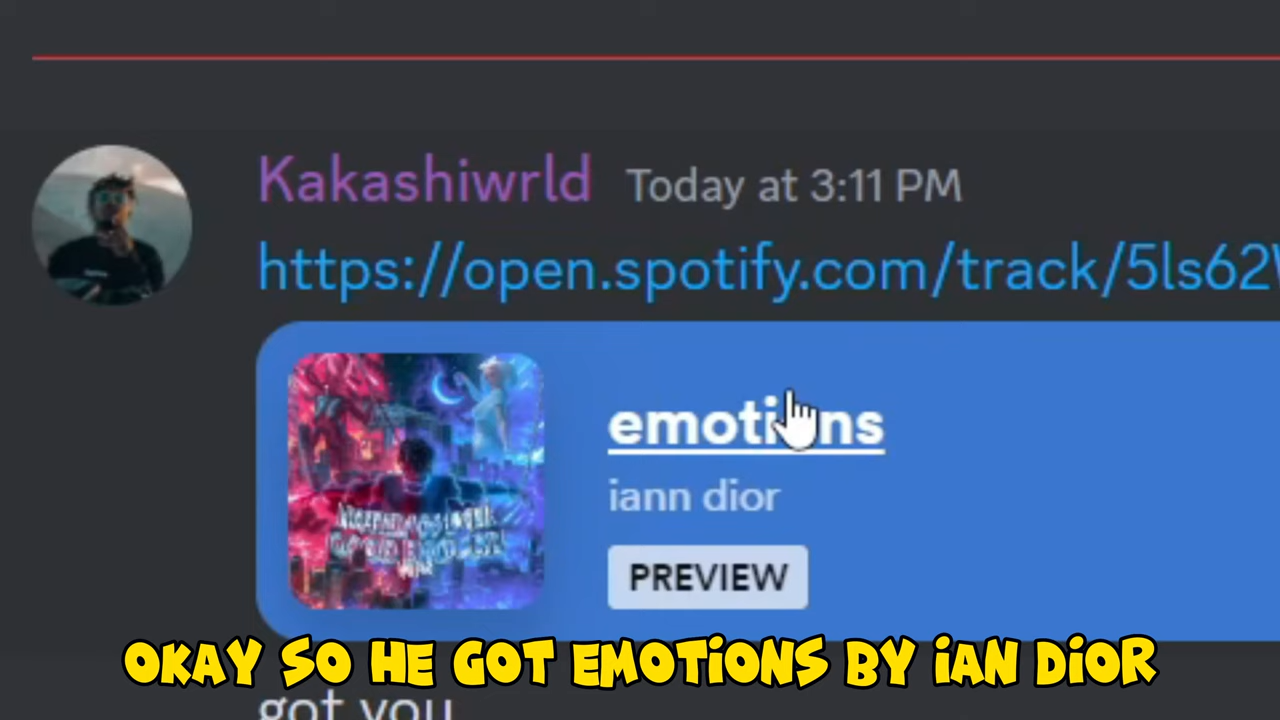 Kakashiwrld Today at 3:11 PM
https://open.spotify.com/track/5ls62
emotions
iann dior
PREVIEW
OKAY SO HE GOT EMOTIONS BY IAN DIOR
got you